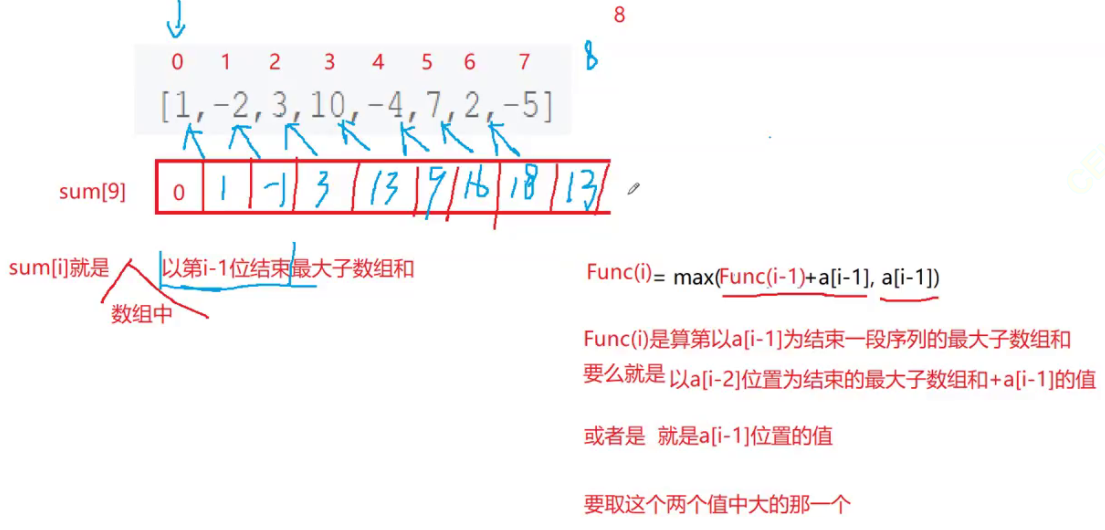 8
0 1 2 3 4 5 6 7 8
[1,-2,3,10,-4,7,2,-5]
sum[9] 0 1 -1 3 13 9 16 18 13
sum[i]就是 以第i-1位结束最大子数组和
数组中
Func(i)= max(Func(i-1)+a[i-1], a[i-1])
Func(i)是算第以a[i-1]为结束一段序列的最大子数组和
要么就是 以a[i-2]位置为结束的最大子数组和+a[i-1]的值
或者是 就是a[i-1]位置的值
要取这个两个值中大的那一个